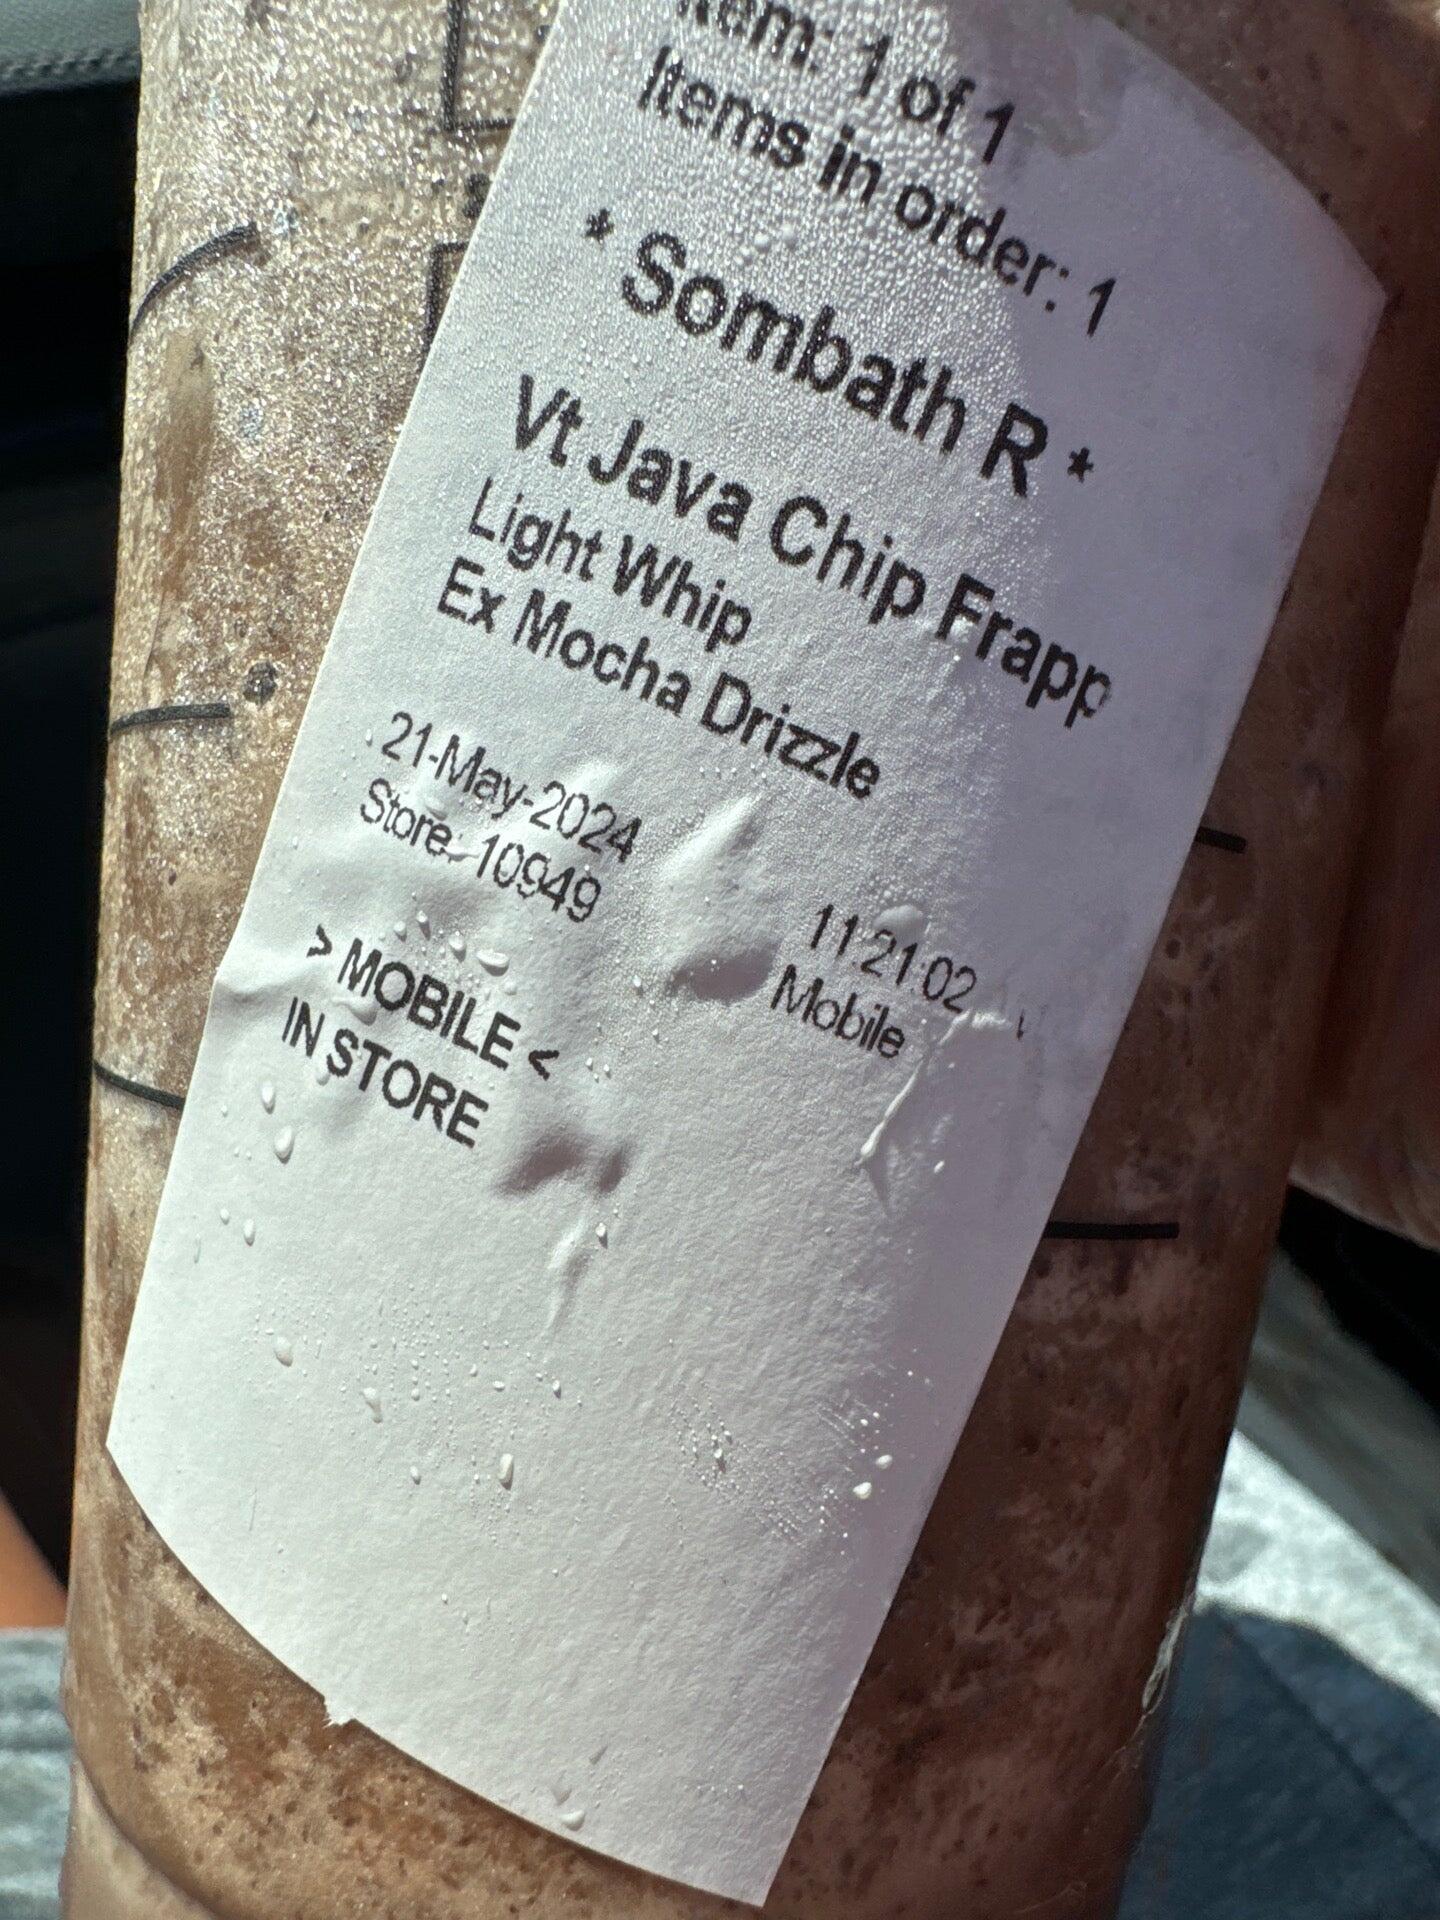 Item: 1 of 1
Items in order: 1
* Sombath R *
Vt Java Chip Frapp
Light Whip
Ex Mocha Drizzle
21-May-2024 11:21:02
Store: 10949 Mobile
> MOBILE <
IN STORE